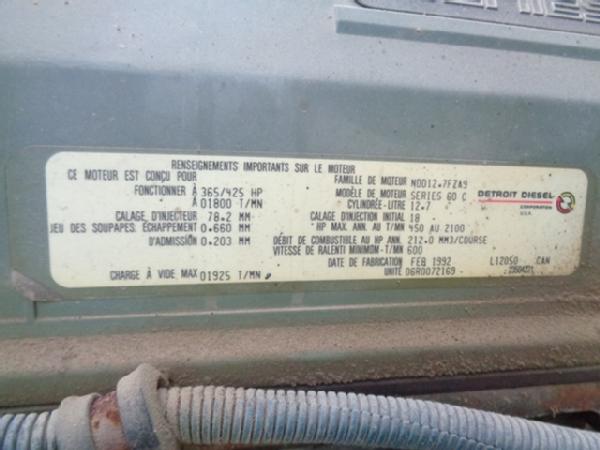 RENSEIGNEMENTS IMPORTANTS SUR LE MOTEUR
CE MOTEUR EST CONÇU POUR
FONCTIONNER À 365/425 HP
À 01800 T/MN
CALAGE D'INJECTEUR 78.2 MM
JEU DES SOUPAPES: ÉCHAPPEMENT 0.660 MM
D'ADMISSION 0.203 MM
CHARGE À VIDE MAX 01925 T/MN
FAMILLE DE MOTEUR NDD12.7FZA9
MODÈLE DE MOTEUR SERIES 60 C
CYLINDRÉE-LITRE 12.7
CALAGE D'INJECTION INITIAL 18
*HP MAX. ANN. AU T/MN 450 AU 2100
DÉBIT DE COMBUSTIBLE AU HP ANN. 212.0 MM3/COURSE
VITESSE DE RALENTI MINIMUM-T/MN 600
DATE DE FABRICATION FEB 1992 L12050 CAN
UNITÉ 06R0072169
DETROIT DIESEL
CORPORATION
U.S.A.